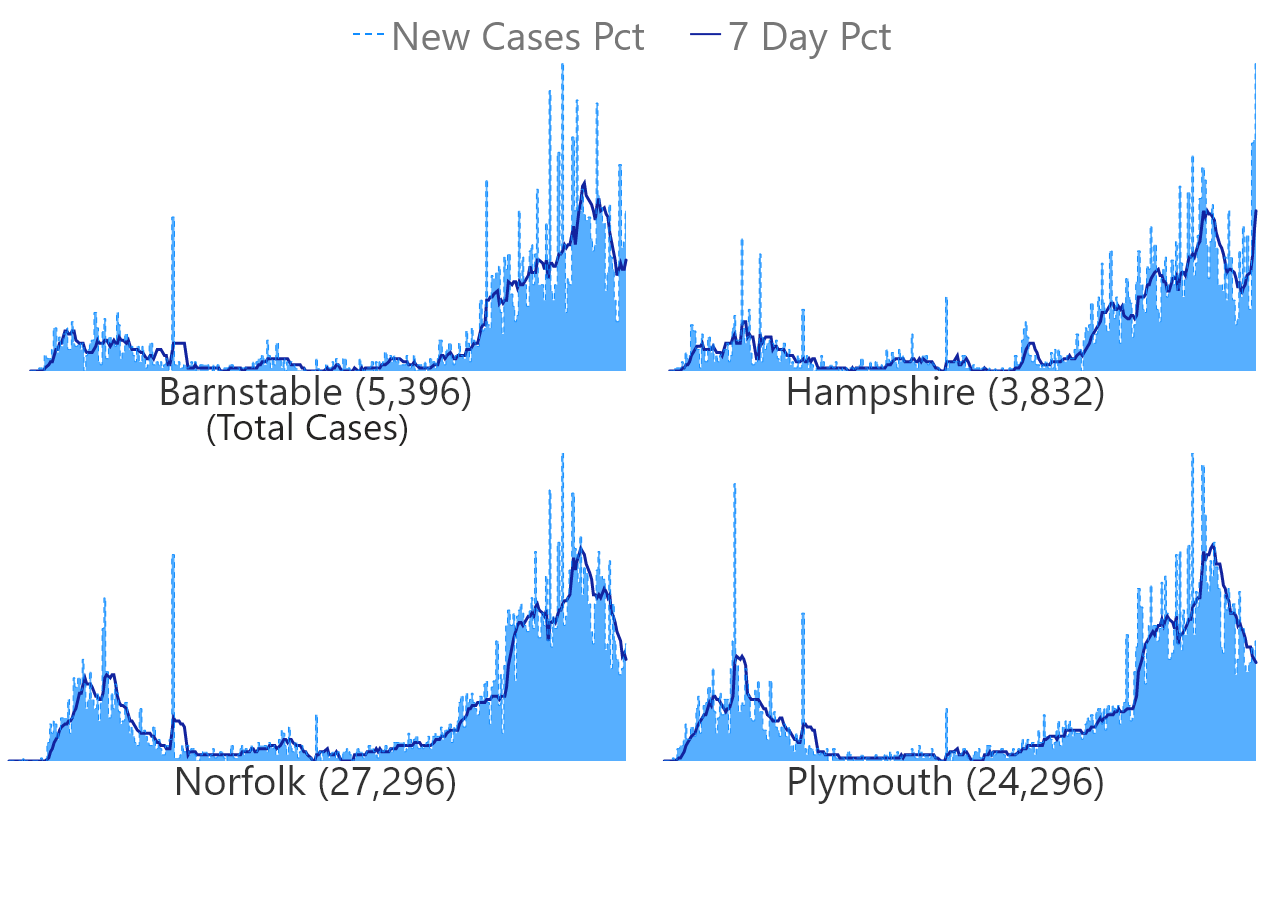 New Cases Pct 7 Day Pct
Barnstable (5,396)
(Total Cases)
Hampshire (3,832)
Norfolk (27,296)
Plymouth (24,296)